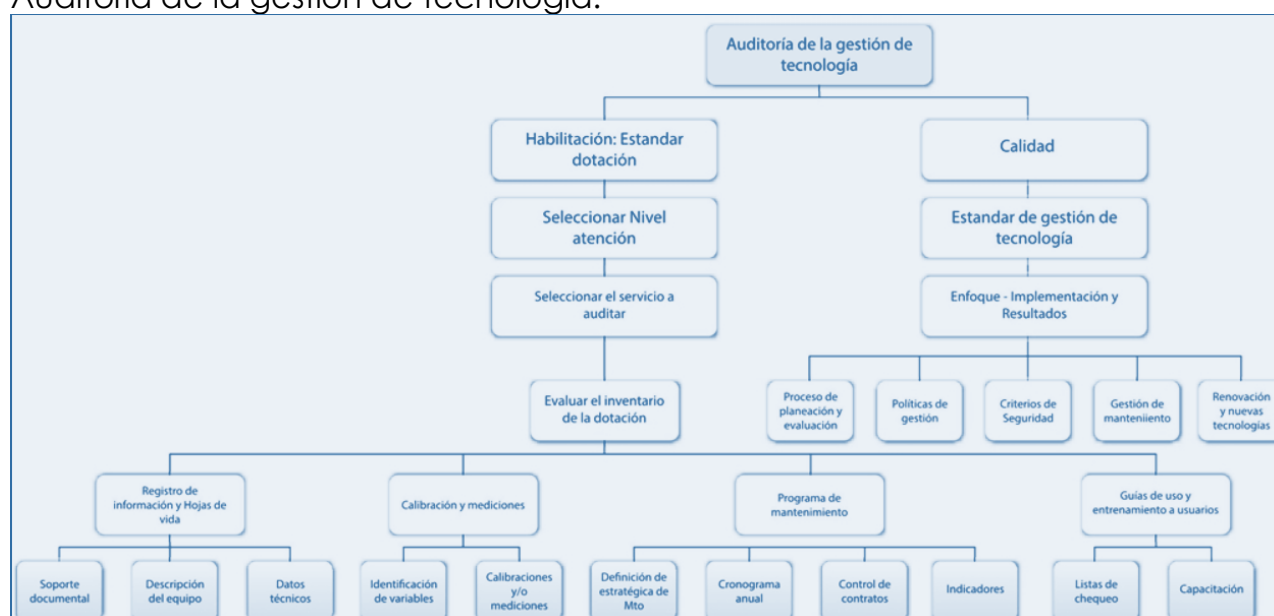 Auditoría de la gestión de tecnología.
Auditoría de la gestión de
tecnología
Habilitación: Estandar
dotación
Calidad
Seleccionar Nivel
atención
Estandar de gestión de
tecnología
Seleccionar el servicio a
auditar
Enfoque - Implementación y
Resultados
Evaluar el inventario
de la dotación
Proceso de
planeación y
evaluación
Políticas de
gestión
Criterios de
Seguridad
Gestión de
manteniiento
Renovación
y nuevas
tecnologías
Registro de
información y Hojas de
vida
Calibración y mediciones
Programa de
mantenimiento
Guías de uso y
entrenamiento a usuarios
Soporte
documental
Descripción
del equipo
Datos
técnicos
Identificación
de variables
Calibraciones
y/o
mediciones
Definición de
estratégica de
Mto
Cronograma
anual
Control de
contratos
Indicadores
Listas de
chequeo
Capacitación